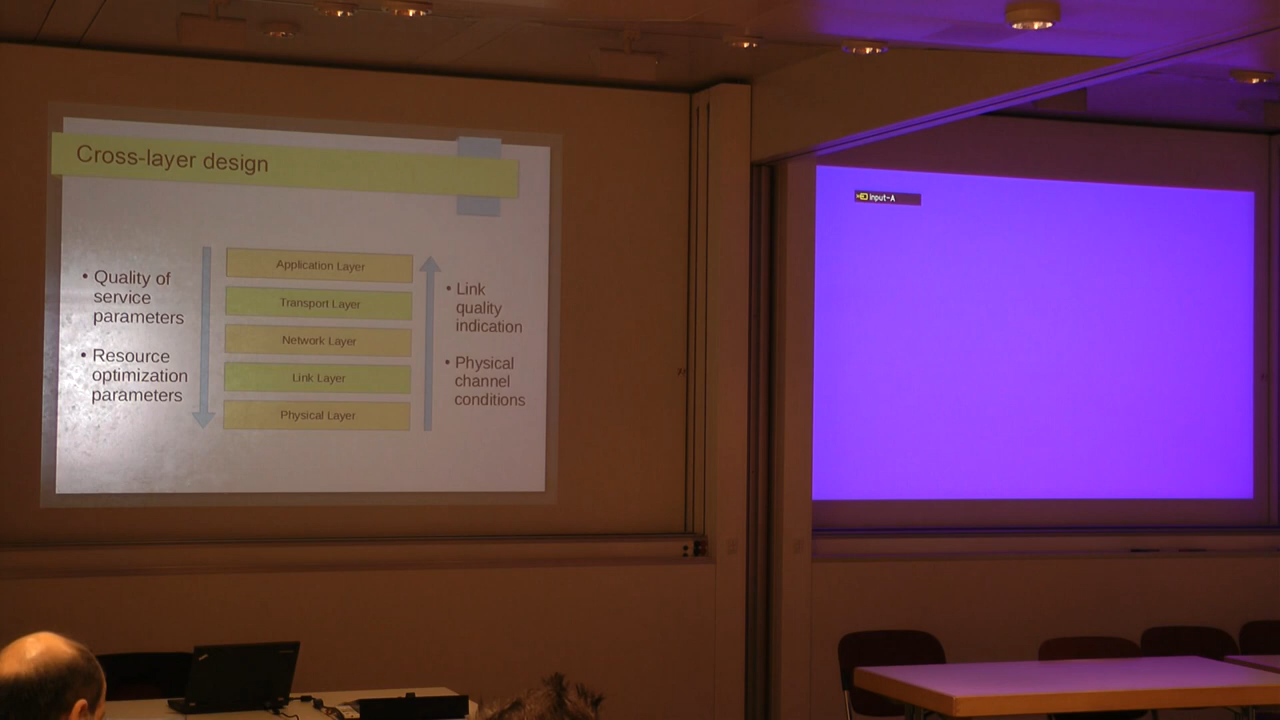 Cross-layer design
• Quality of
service
parameters
• Resource
optimization
parameters
Application Layer
Transport Layer
Network Layer
Link Layer
Physical Layer
• Link
quality
indication
• Physical
channel
conditions
Input-A